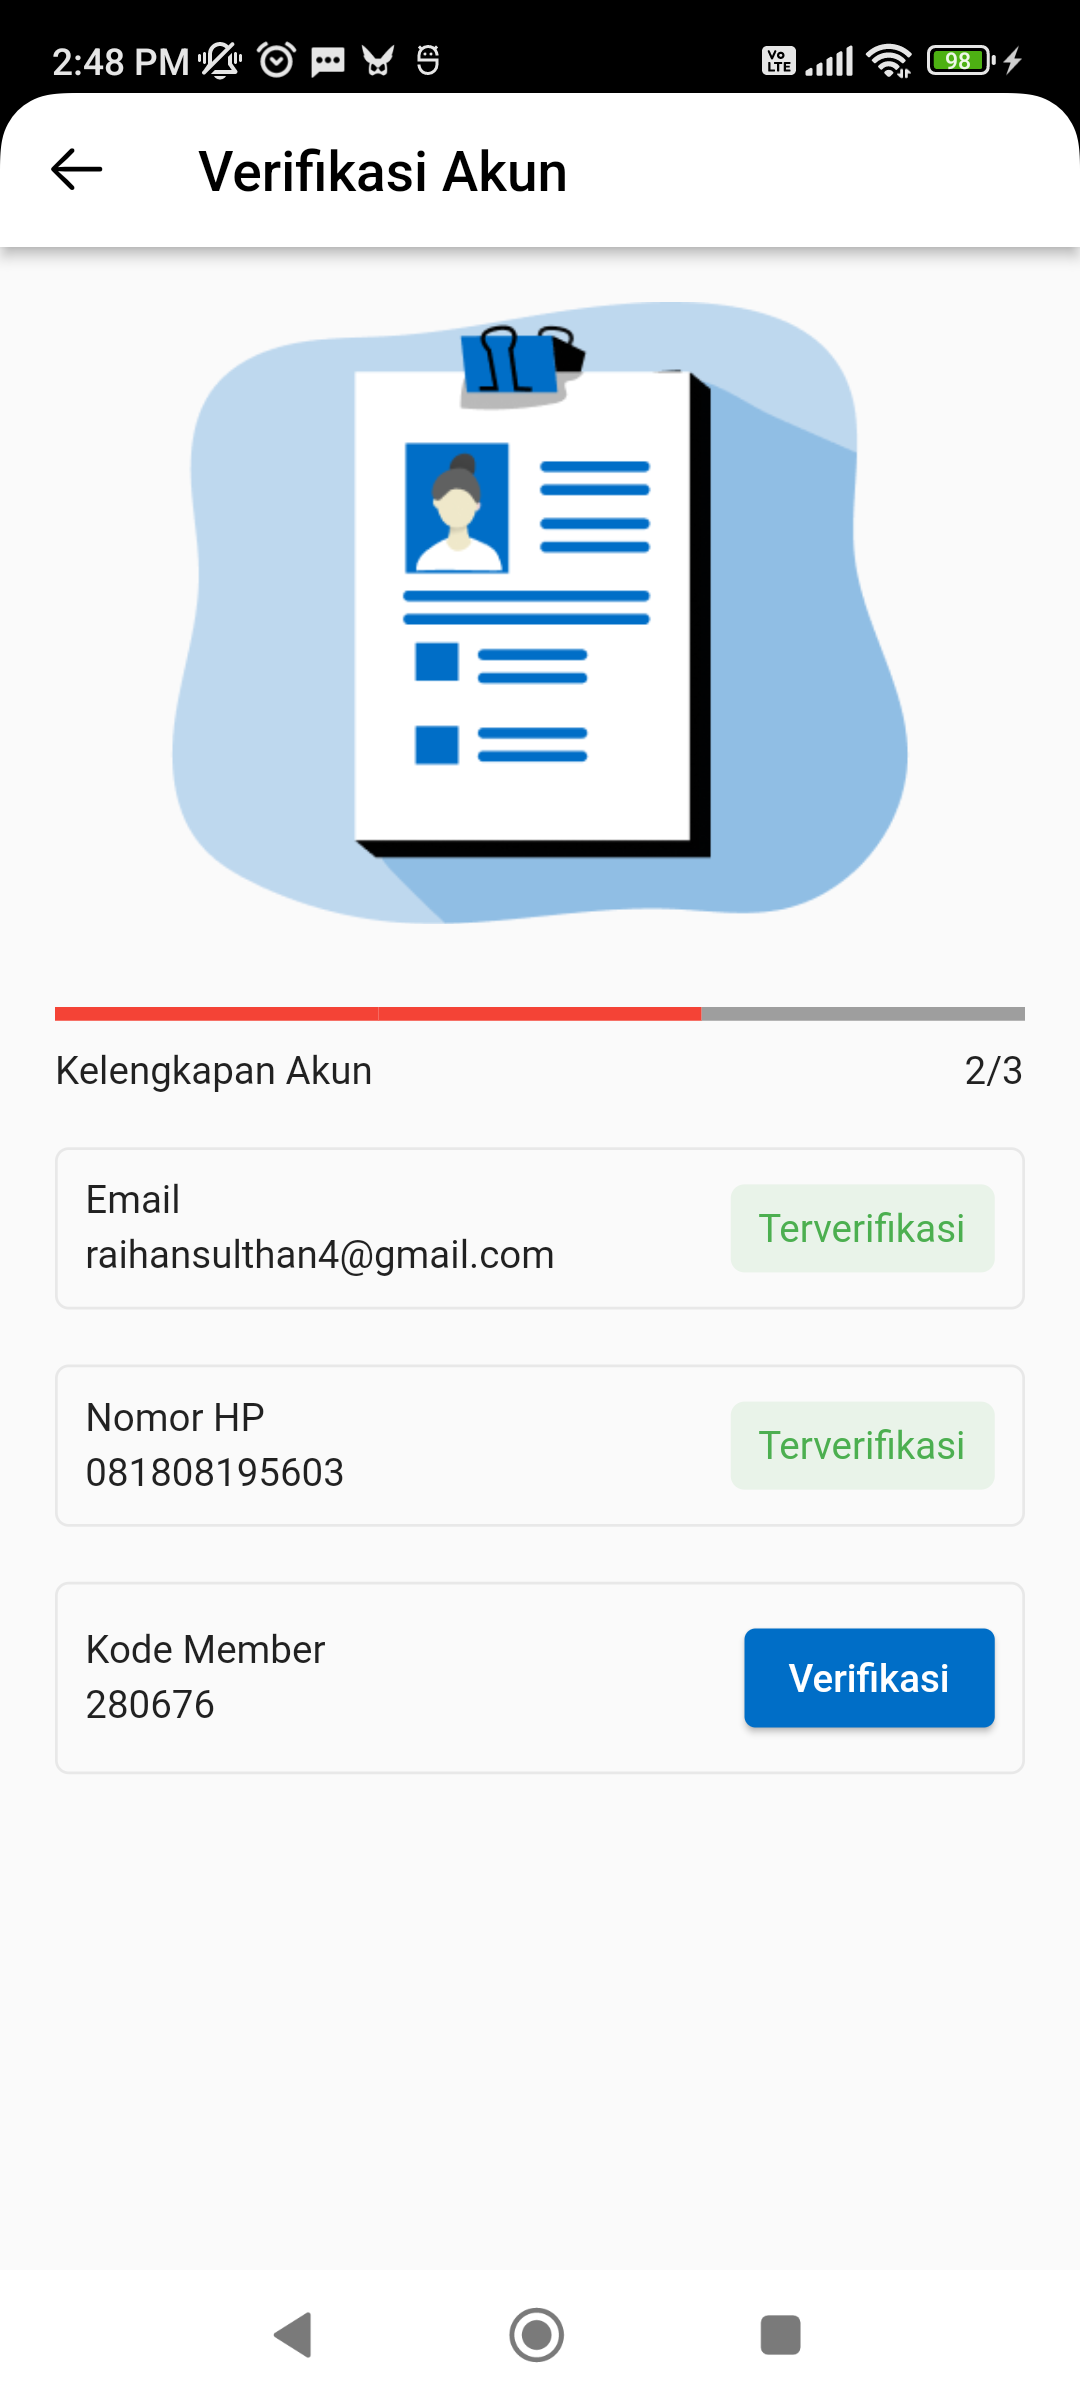 2:48 PM
Vo LTE
98
Verifikasi Akun
Kelengkapan Akun 2/3
Email
raihansulthan4@gmail.com
Terverifikasi
Nomor HP
081808195603
Terverifikasi
Kode Member
280676
Verifikasi